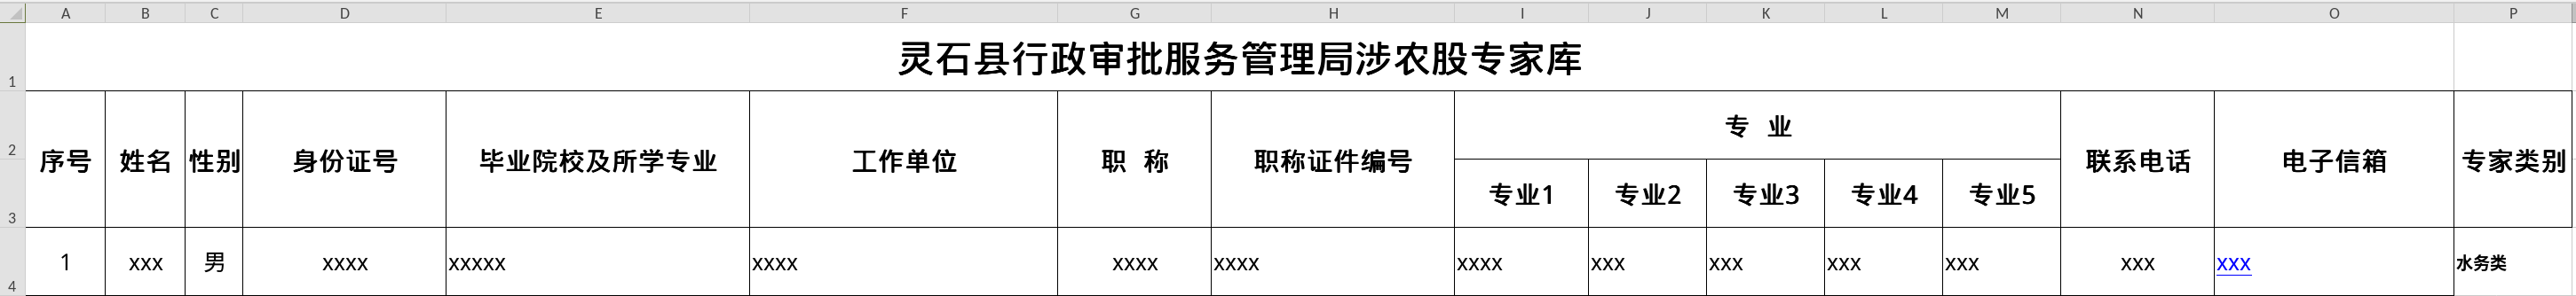 A B C D E F G H I J K L M N O P
1 灵石县行政审批服务管理局涉农股专家库
2 序号 姓名 性别 身份证号 毕业院校及所学专业 工作单位 职 称 职称证件编号 专 业 联系电话 电子信箱 专家类别
3 专业1 专业2 专业3 专业4 专业5
4 1 xxx 男 xxxx xxxxx xxxx xxxx xxxx xxxx xxx xxx xxx xxx xxx xxx 水务类